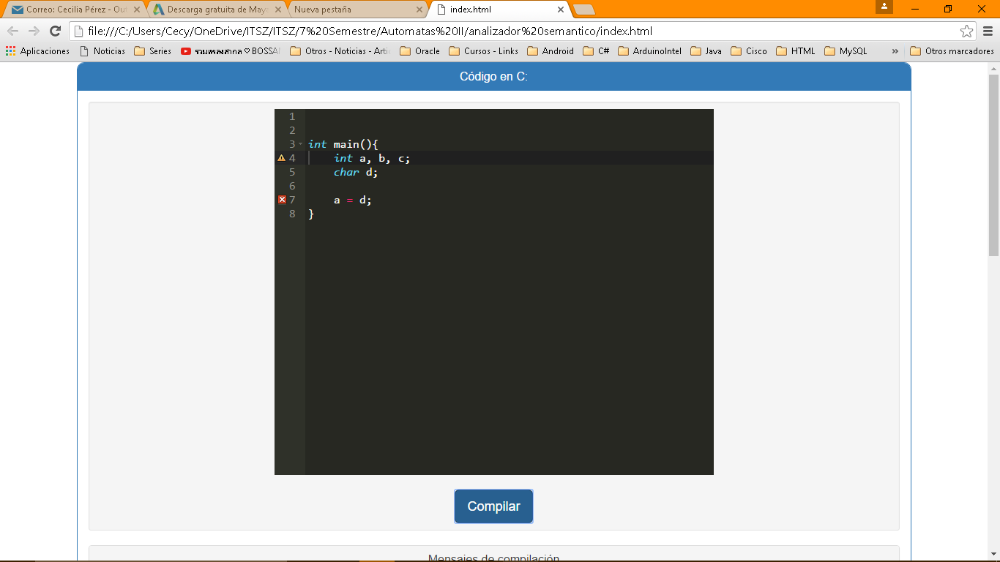 Correo: Cecilia Pérez - Out
Descarga gratuita de Maya
Nueva pestaña
index.html
file:///C:/Users/Cecy/OneDrive/ITSZ/ITSZ/7%20Semestre/Automatas%20II/analizador%20semantico/index.html
Aplicaciones
Noticias
Series
รวมเพลงสากล ♡ BOSSAN
Otros - Noticias - Artic
Oracle
Cursos - Links
Android
C#
ArduinoIntel
Java
Cisco
HTML
MySQL
»
Otros marcadores
Código en C:
1
2
3 int main(){
4 int a, b, c;
5 char d;
6
7 a = d;
8 }
Compilar
Mensajes de compilación